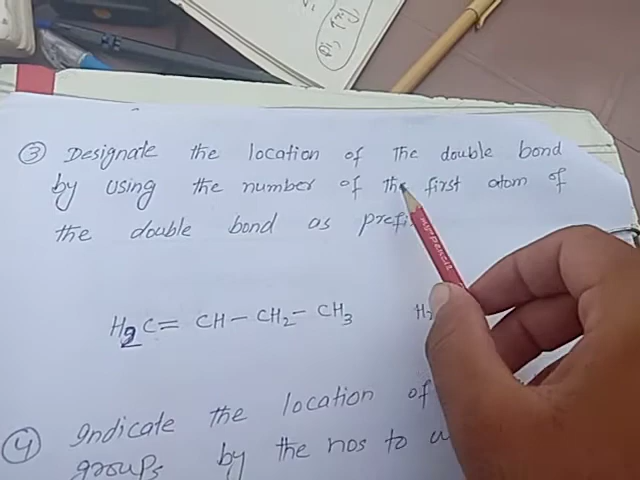 ③ Designate the location of the double bond
by using the number of the first atom of
the double bond as
H2C= CH - CH2- CH3
④ Indicate the location of
groups by the nos to